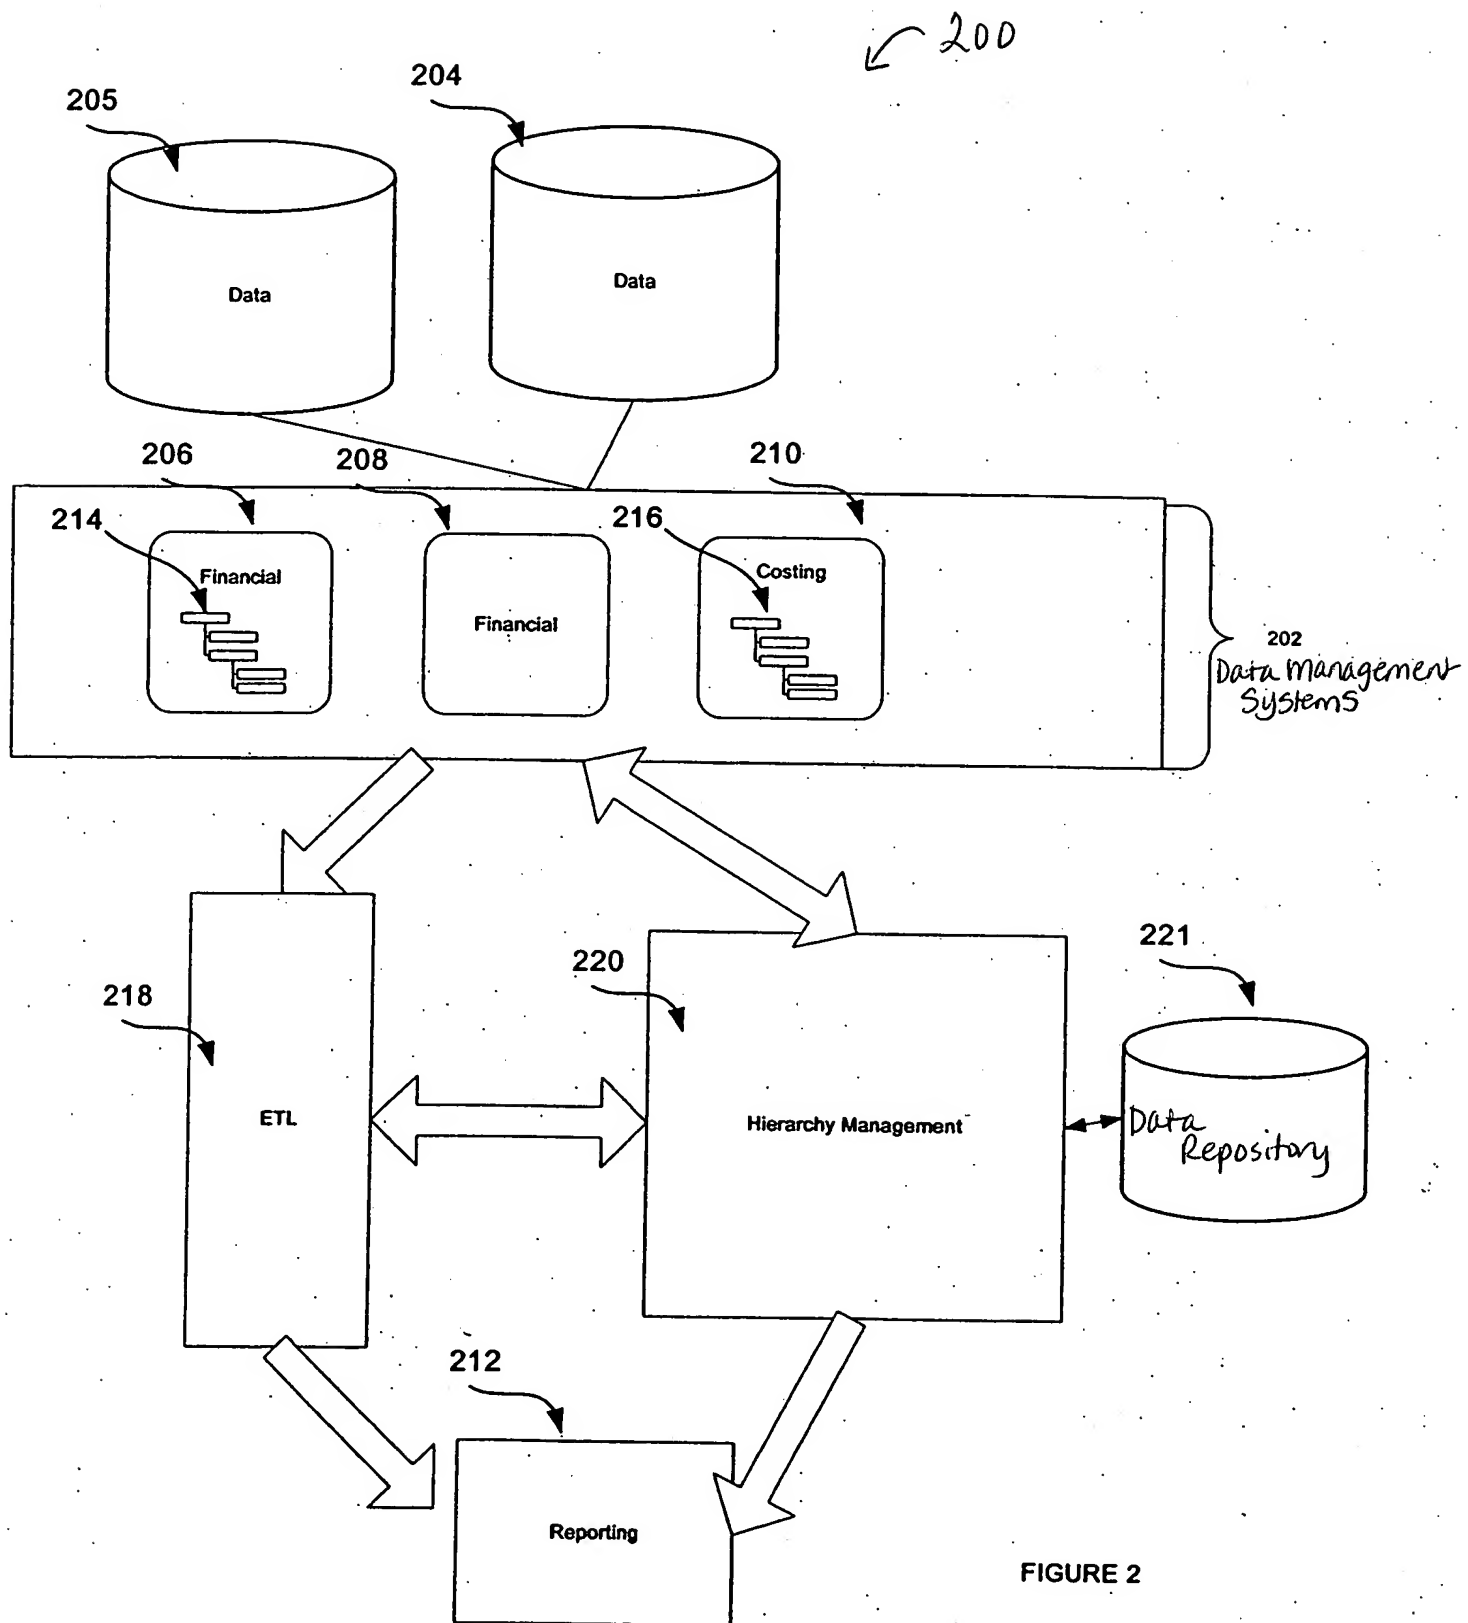 200
205
204
Data
Data
206
208
210
214
216
Financial
Financial
Costing
202
Data Management
Systems
218
220
221
ETL
Hierarchy Management
Data
Repository
212
Reporting
FIGURE 2